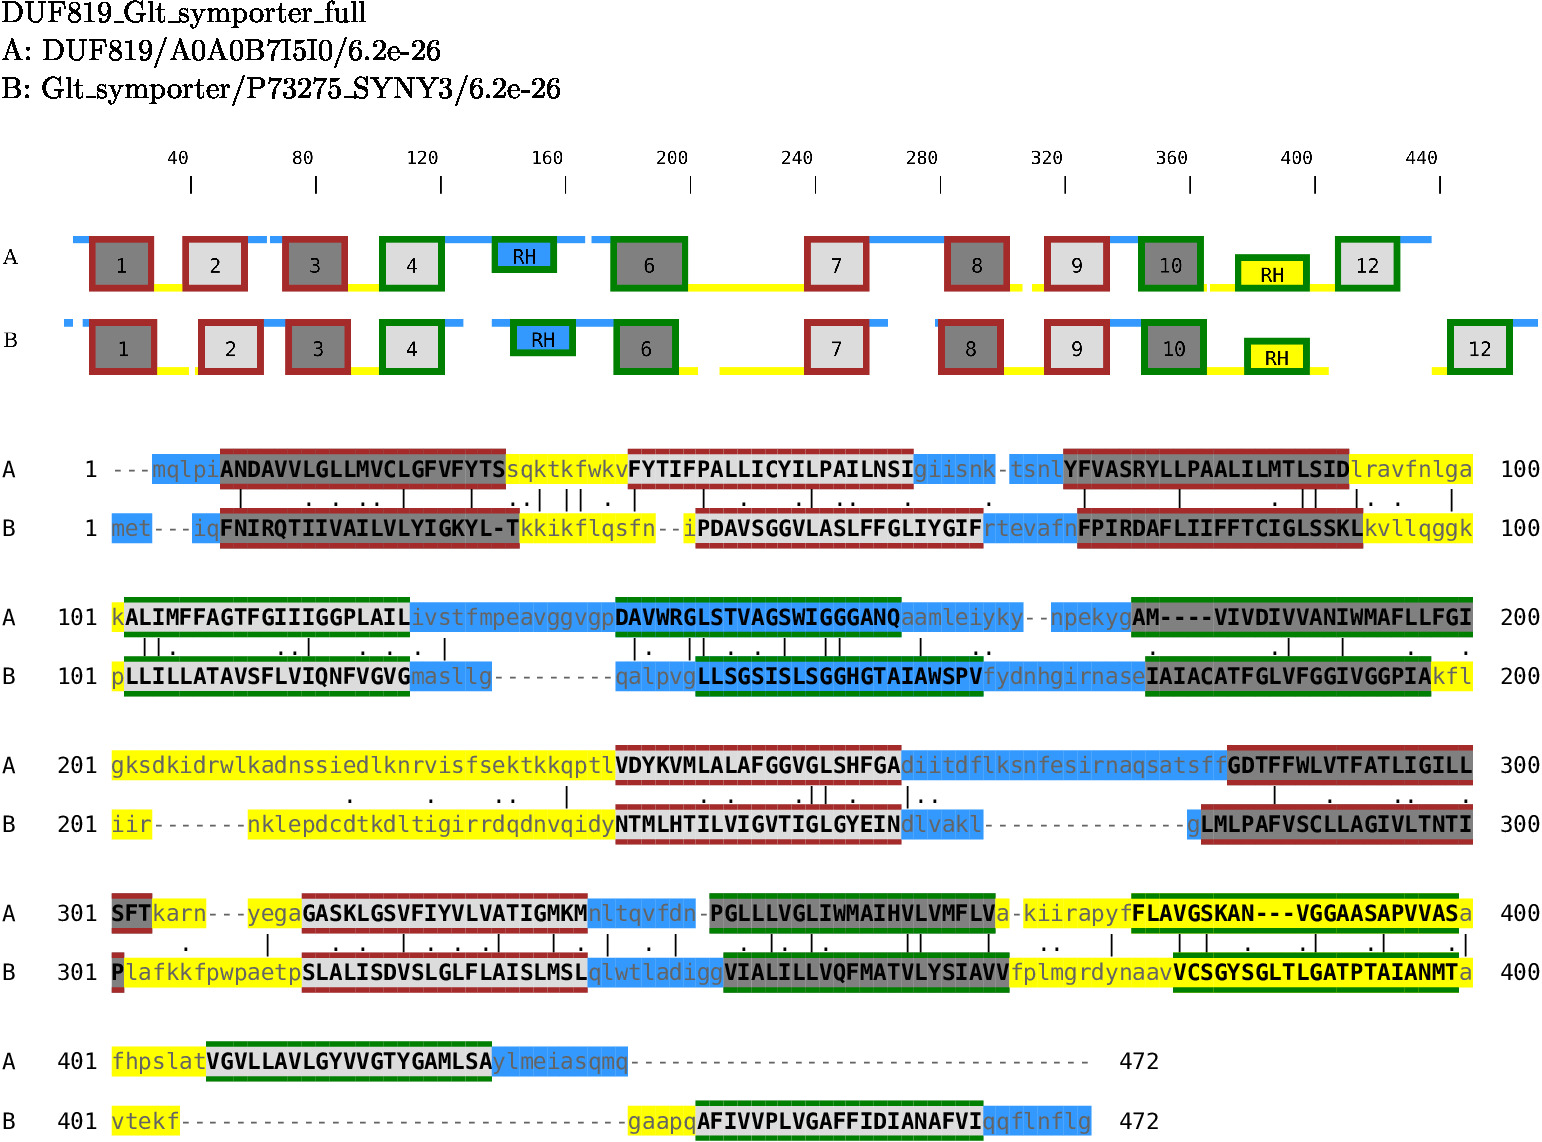 DUF819_Glt_symporter_full
A: DUF819/A0A0B7I5I0/6.2e-26
B: Glt_symporter/P73275_SYNY3/6.2e-26
40 80 120 160 200 240 280 320 360 400 440
A 1 2 3 4 RH 6 7 8 9 10 RH 12
B 1 2 3 4 RH 6 7 8 9 10 RH 12
A 1 ---mqlpiANDAVVLGLLMVCLGFVFYTSsqktkfwkvFYTIFPALLICYILPAILNSIgiisnk-tsnlYFVASRYLLPAALILMTLSIDlravfnlga 100
B 1 met---iqFNIRQTIIVAILVLYIGKYL-Tkkikflqsfn--iPDAVSGGVLASLFFGLIYGIFrtevafnFPIRDAFLIIFFTCIGLSSKLkvllqggk 100
A 101 kALIMFFAGTFGIIIGGPLAILivstfmpeavggvgpDAVWRGLSTVAGSWIGGGANQaamleiyky--npekygAM----VIVDIVVANIWMAFLLFGI 200
B 101 pLLILLATAVSFLVIQNFVGVGmasllg---------qalpvgLLSGSISLSGGHGTAIAWSPVfydnhgirnaseIAIACATFGLVFGGIVGGPIAkfl 200
A 201 gksdkidrwlkadnssiedlknrvisfsektkkqptlVDYKVMLALAFGGVGLSHFGAdiitdflksnfesirnaqsatsffGDTFFWLVTFATLIGILL 300
B 201 iir-------nklepdcdtkdltigirrdqdnvqidyNTMLHTILVIGVTIGLGYEINdlvakl---------------gLMLPAFVSCLLAGIVLTNTI 300
A 301 SFTkarn---yegaGASKLGSVFIYVLVATIGMKMnltqvfdn-PGLLLVGLIWMAIHVLVMFLVa-kiirapyfFLAVGSKAN---VGGAASAPVVASa 400
B 301 PlafkkfpwpaetpSLALISDVSLGLFLAISLMSLqlwtladiggVIALILLVQFMATVLYSIAVVfplmgrdynaavVCSGYSGLTLGATPTAIANMTa 400
A 401 fhpslatVGVLLAVLGYVVGTYGAMLSAylmeiasqmq---------------------------------- 472
B 401 vtekf---------------------------------gaapqAFIVVPLVGAFFIDIANAFVIqqflnflg 472